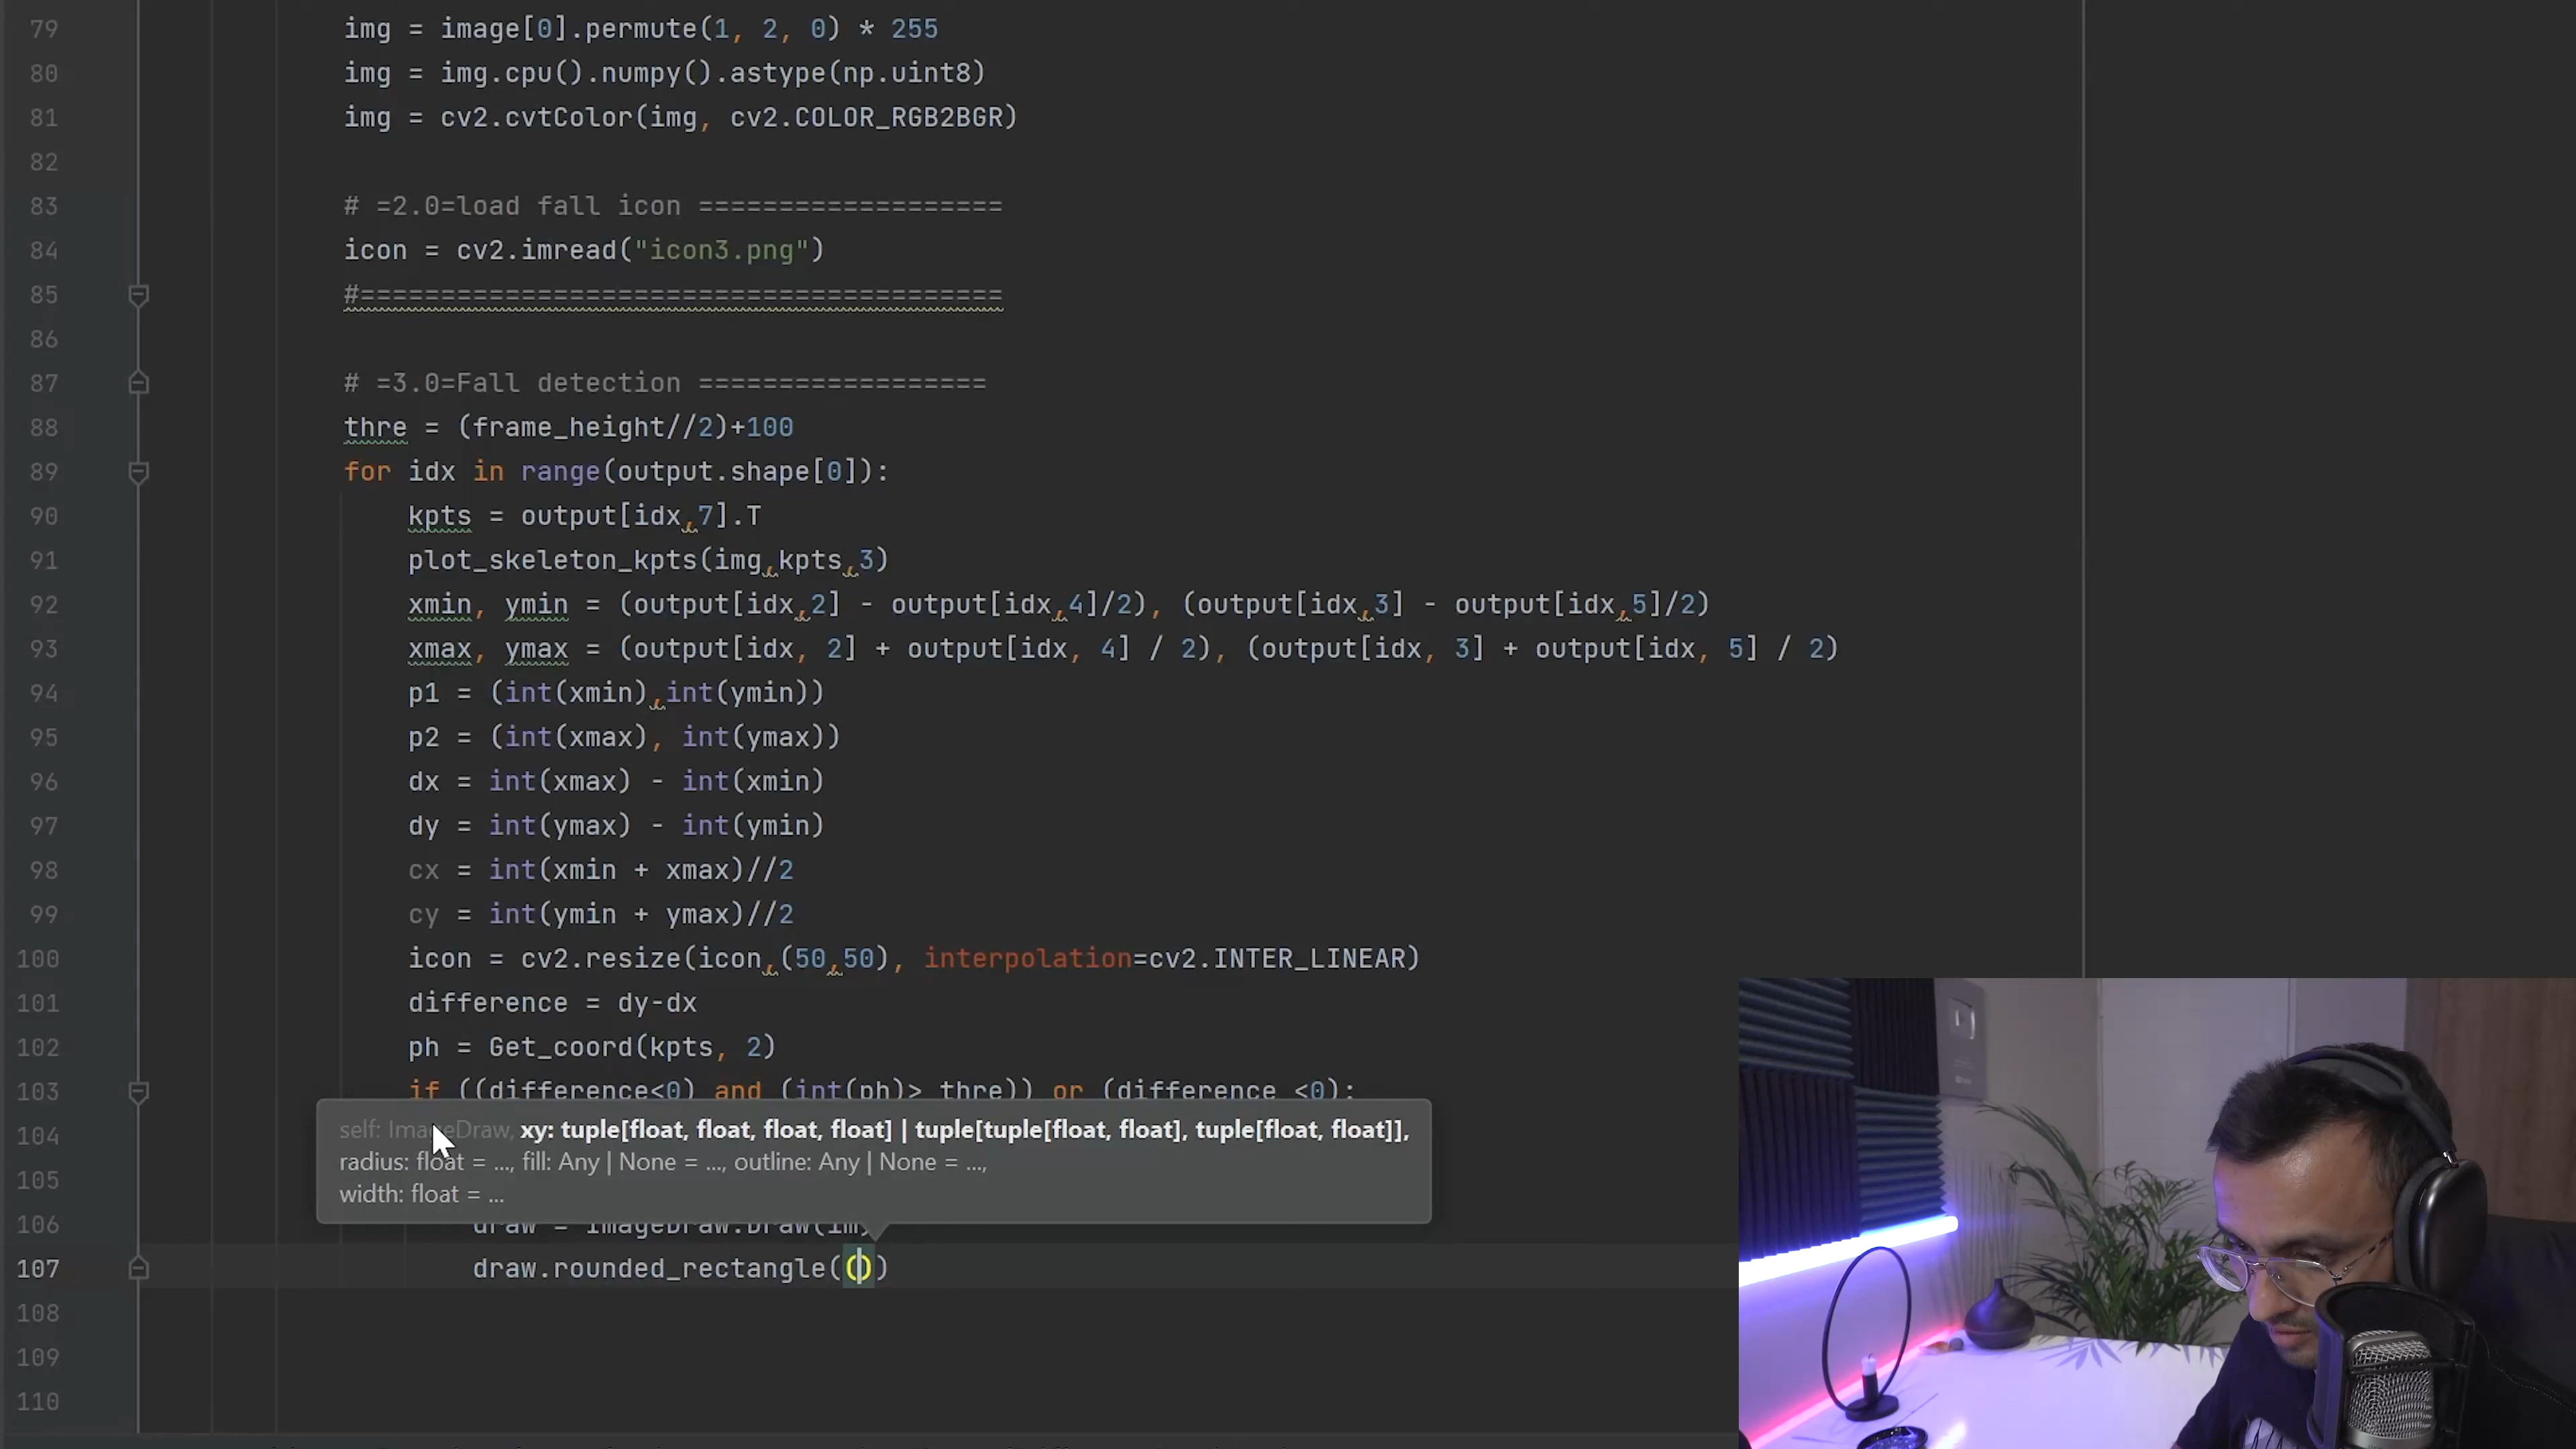 79 img = image[0].permute(1, 2, 0) * 255
80 img = img.cpu().numpy().astype(np.uint8)
81 img = cv2.cvtColor(img, cv2.COLOR_RGB2BGR)
82
83 # =2.0=load fall icon ===================
84 icon = cv2.imread("icon3.png")
85 #========================================
86
87 # =3.0=Fall detection ==================
88 thre = (frame_height//2)+100
89 for idx in range(output.shape[0]):
90 kpts = output[idx,7].T
91 plot_skeleton_kpts(img,kpts,3)
92 xmin, ymin = (output[idx,2] - output[idx,4]/2), (output[idx,3] - output[idx,5]/2)
93 xmax, ymax = (output[idx, 2] + output[idx, 4] / 2), (output[idx, 3] + output[idx, 5] / 2)
94 p1 = (int(xmin),int(ymin))
95 p2 = (int(xmax), int(ymax))
96 dx = int(xmax) - int(xmin)
97 dy = int(ymax) - int(ymin)
98 cx = int(xmin + xmax)//2
99 cy = int(ymin + ymax)//2
100 icon = cv2.resize(icon,(50,50), interpolation=cv2.INTER_LINEAR)
101 difference = dy-dx
102 ph = Get_coord(kpts, 2)
103 if ((difference<0) and (int(ph)> thre)) or (difference <0):
104 self: ImageDraw, xy: tuple[float, float, float, float] | tuple[tuple[float, float], tuple[float, float]],
105 radius: float = ..., fill: Any | None = ..., outline: Any | None = ...,
width: float = ...
106 draw = ImageDraw.Draw(im)
107 draw.rounded_rectangle(())
108
109
110